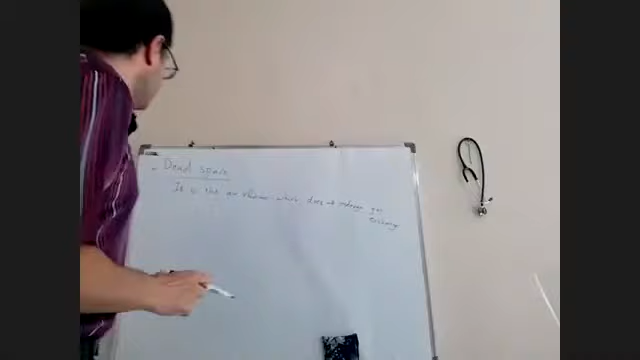 - Dead space
It is the air volume which does not undergo gas
exchange